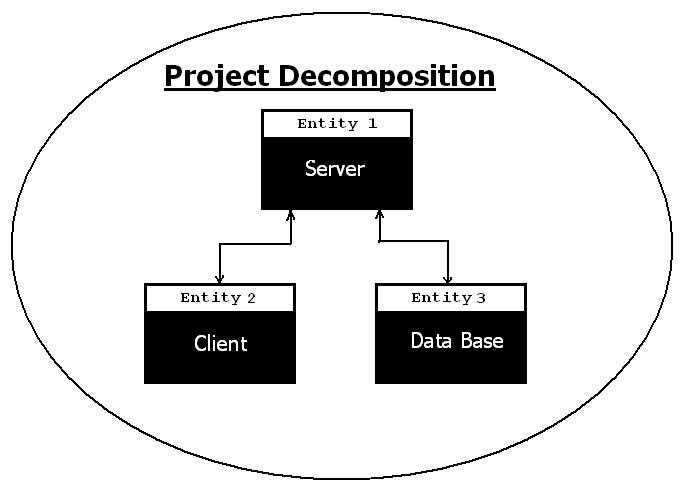 Project Decomposition
Entity 1
Server
Entity 2
Client
Entity 3
Data Base